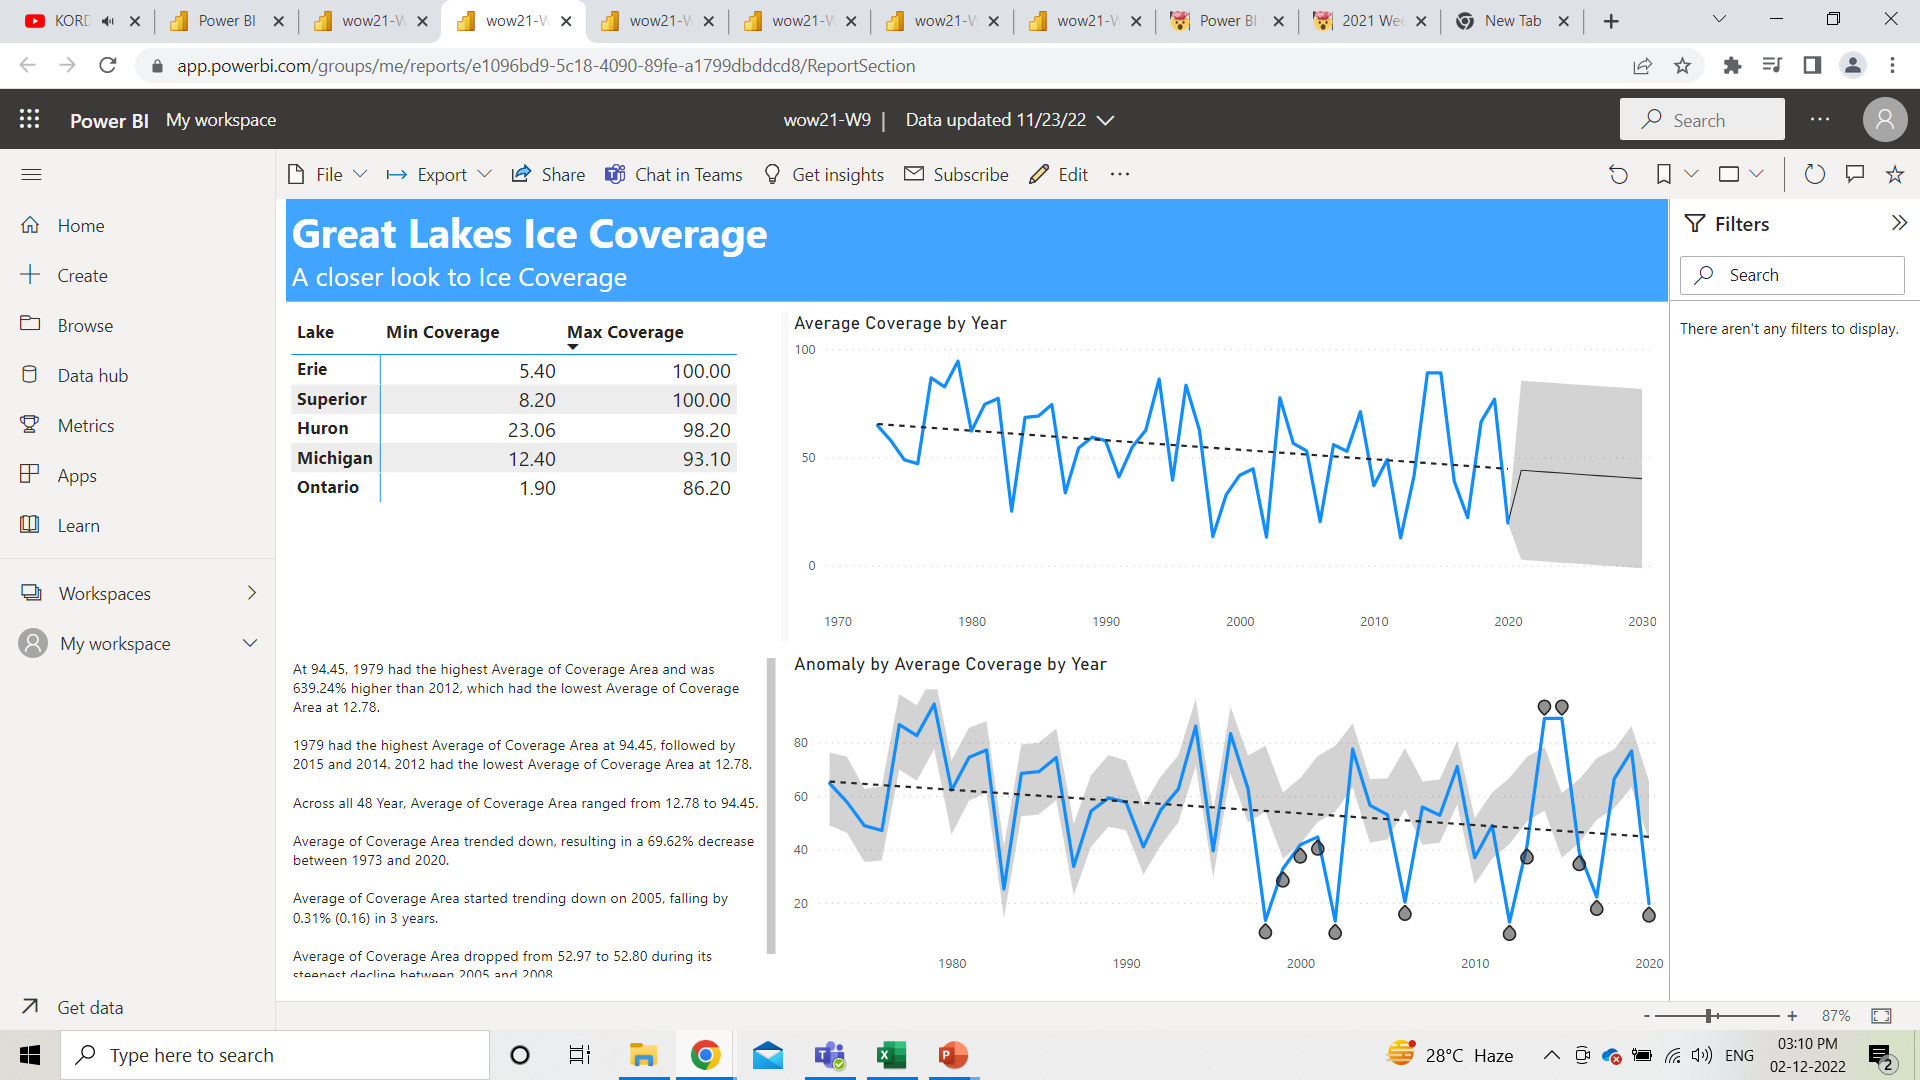 KORD
Power BI
wow21-W
wow21-W
wow21-W
wow21-W
wow21-W
wow21-W
Power BI
2021 Wee
New Tab
app.powerbi.com/groups/me/reports/e1096bd9-5c18-4090-89fe-a1799dbddcd8/ReportSection
Power BI My workspace
wow21-W9 | Data updated 11/23/22
Search
File
Export
Share
Chat in Teams
Get insights
Subscribe
Edit
Home
Create
Browse
Data hub
Metrics
Apps
Learn
Workspaces
My workspace
Get data
Great Lakes Ice Coverage
A closer look to Ice Coverage
Lake Min Coverage Max Coverage
Erie 5.40 100.00
Superior 8.20 100.00
Huron 23.06 98.20
Michigan 12.40 93.10
Ontario 1.90 86.20
Average Coverage by Year
100
50
0
1970 1980 1990 2000 2010 2020 2030
At 94.45, 1979 had the highest Average of Coverage Area and was
639.24% higher than 2012, which had the lowest Average of Coverage
Area at 12.78.
1979 had the highest Average of Coverage Area at 94.45, followed by
2015 and 2014. 2012 had the lowest Average of Coverage Area at 12.78.
Across all 48 Year, Average of Coverage Area ranged from 12.78 to 94.45.
Average of Coverage Area trended down, resulting in a 69.62% decrease
between 1973 and 2020.
Average of Coverage Area started trending down on 2005, falling by
0.31% (0.16) in 3 years.
Average of Coverage Area dropped from 52.97 to 52.80 during its
steepest decline between 2005 and 2008.
Anomaly by Average Coverage by Year
80
60
40
20
1980 1990 2000 2010 2020
Filters
Search
There aren't any filters to display.
- + 87%
Type here to search
28°C Haze
ENG
03:10 PM
02-12-2022
2